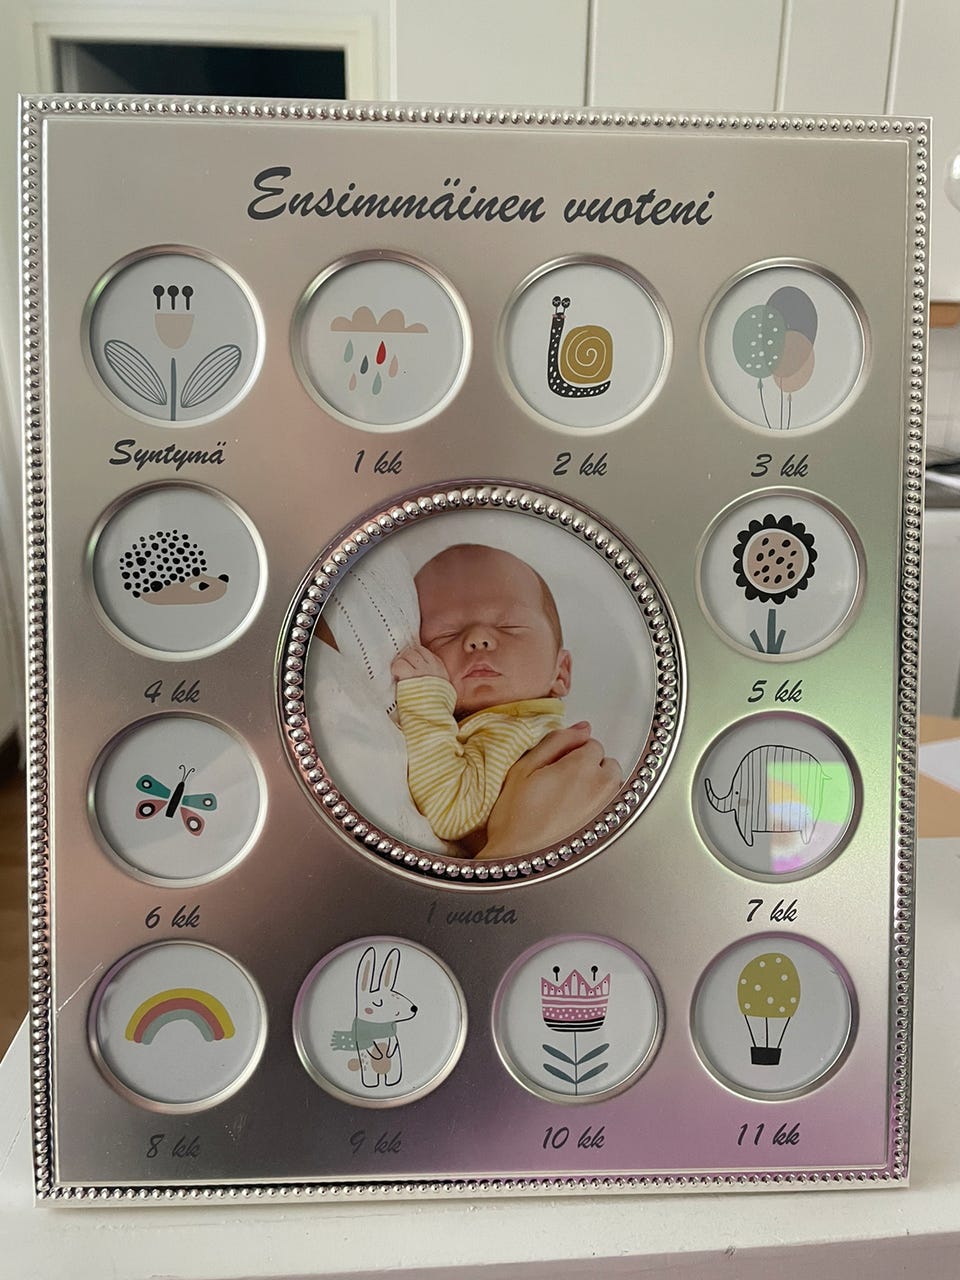 Ensimmäinen vuoteni
Syntymä
1 kk
2 kk
3 kk
4 kk
5 kk
6 kk
1 vuotta
7 kk
8 kk
9 kk
10 kk
11 kk